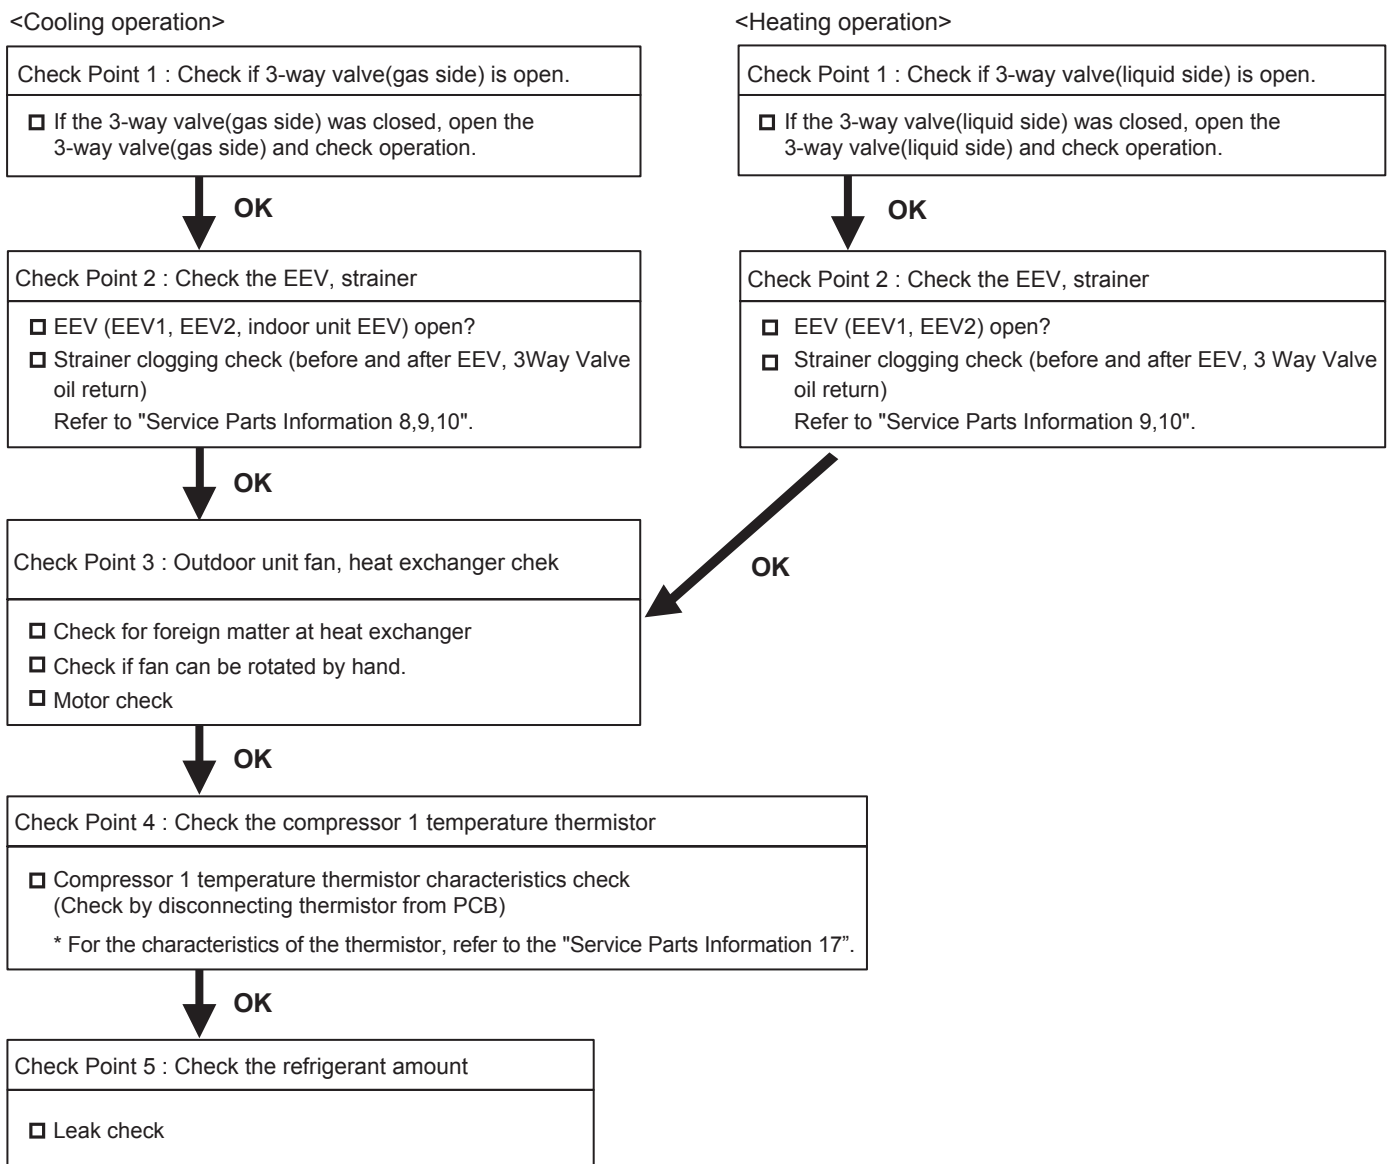 <Cooling operation>
Check Point 1 : Check if 3-way valve(gas side) is open.
If the 3-way valve(gas side) was closed, open the
3-way valve(gas side) and check operation.
OK
Check Point 2 : Check the EEV, strainer
EEV (EEV1, EEV2, indoor unit EEV) open?
Strainer clogging check (before and after EEV, 3Way Valve
oil return)
Refer to "Service Parts Information 8,9,10".
OK
<Heating operation>
Check Point 1 : Check if 3-way valve(liquid side) is open.
If the 3-way valve(liquid side) was closed, open the
3-way valve(liquid side) and check operation.
OK
Check Point 2 : Check the EEV, strainer
EEV (EEV1, EEV2) open?
Strainer clogging check (before and after EEV, 3 Way Valve
oil return)
Refer to "Service Parts Information 9,10".
OK
Check Point 3 : Outdoor unit fan, heat exchanger chek
Check for foreign matter at heat exchanger
Check if fan can be rotated by hand.
Motor check
OK
Check Point 4 : Check the compressor 1 temperature thermistor
Compressor 1 temperature thermistor characteristics check
(Check by disconnecting thermistor from PCB)
* For the characteristics of the thermistor, refer to the "Service Parts Information 17”.
OK
Check Point 5 : Check the refrigerant amount
Leak check